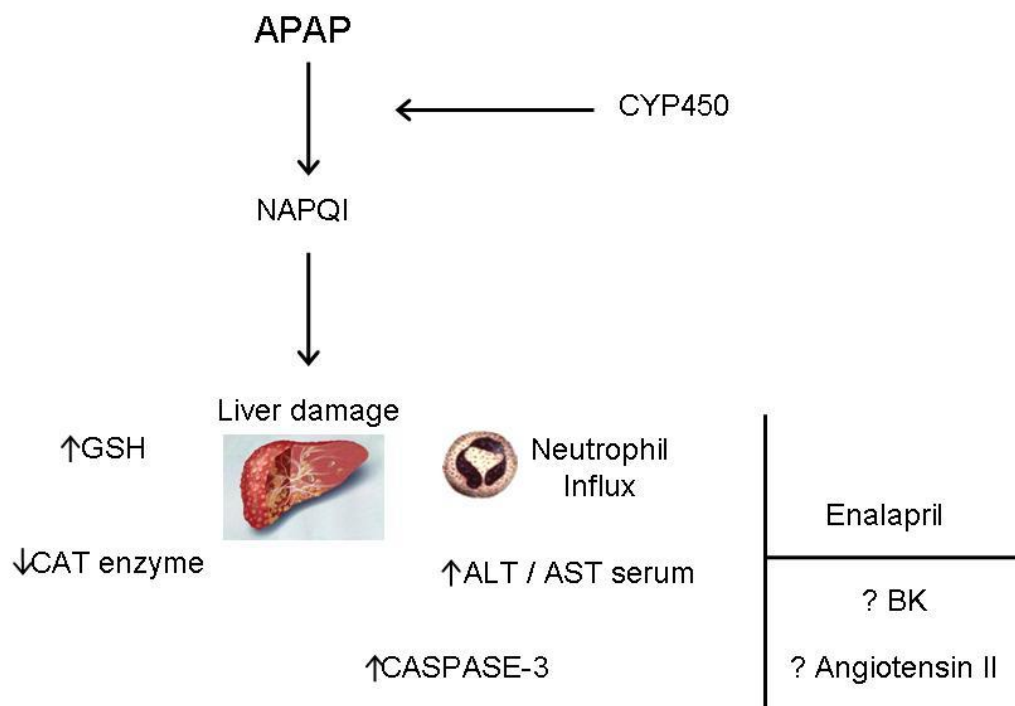 APAP
CYP450
NAPQI
Liver damage
↑GSH
Neutrophil
Influx
Enalapril
↓CAT enzyme
↑ALT / AST serum
? BK
↑CASPASE-3
? Angiotensin II